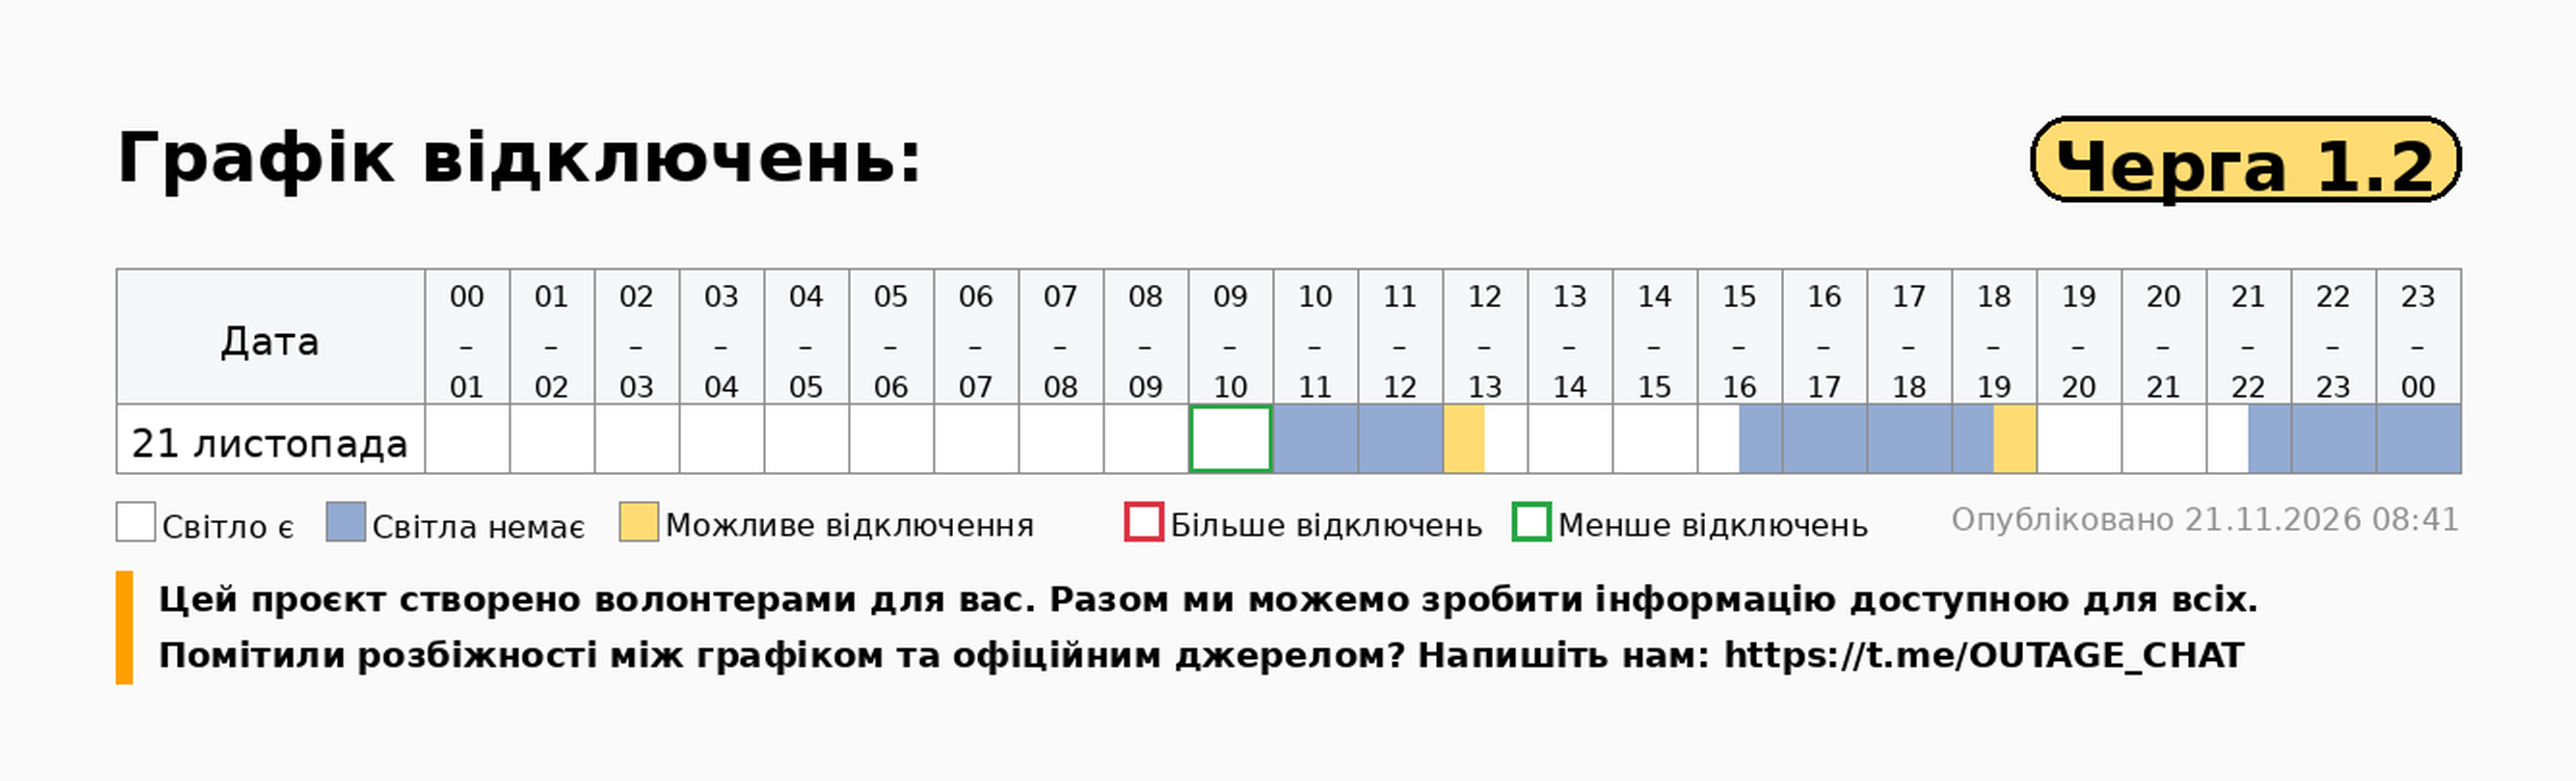 Графік відключень:
Черга 1.2
Дата
00 – 01
01 – 02
02 – 03
03 – 04
04 – 05
05 – 06
06 – 07
07 – 08
08 – 09
09 – 10
10 – 11
11 – 12
12 – 13
13 – 14
14 – 15
15 – 16
16 – 17
17 – 18
18 – 19
19 – 20
20 – 21
21 – 22
22 – 23
23 – 00
21 листопада
Світло є
Світла немає
Можливе відключення
Більше відключень
Менше відключень
Опубліковано 21.11.2026 08:41
Цей проєкт створено волонтерами для вас. Разом ми можемо зробити інформацію доступною для всіх.
Помітили розбіжності між графіком та офіційним джерелом? Напишіть нам: https://t.me/OUTAGE_CHAT